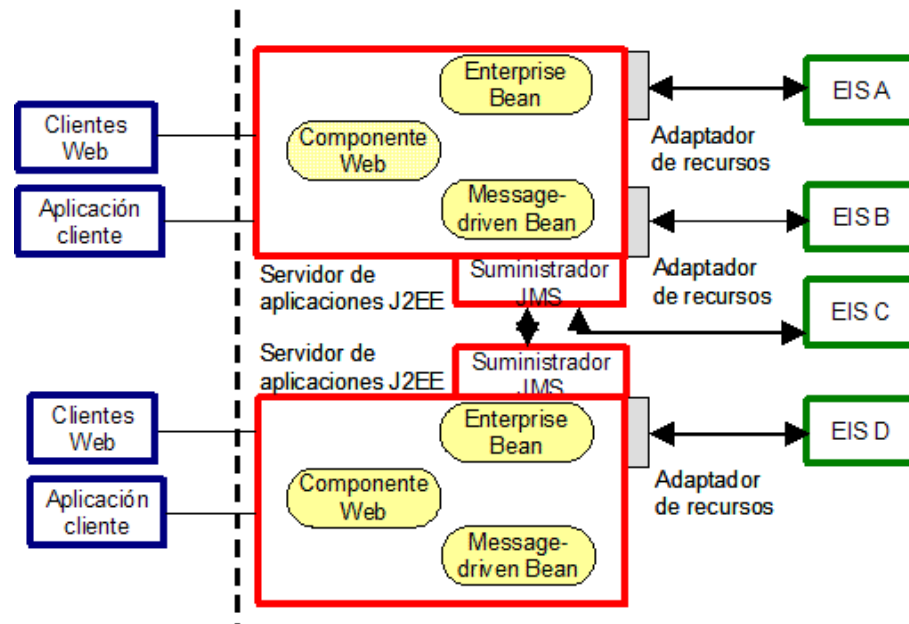 Enterprise
Bean
EIS A
Clientes
Web
Componente
Web
Adaptador
de recursos
Aplicación
cliente
Message-
driven Bean
EIS B
Servidor de
aplicaciones J2EE
Suministrador
JMS
Adaptador
de recursos
EIS C
Servidor de
aplicaciones J2EE
Suministrador
JMS
Clientes
Web
Enterprise
Bean
EIS D
Componente
Web
Adaptador
de recursos
Aplicación
cliente
Message-
driven Bean